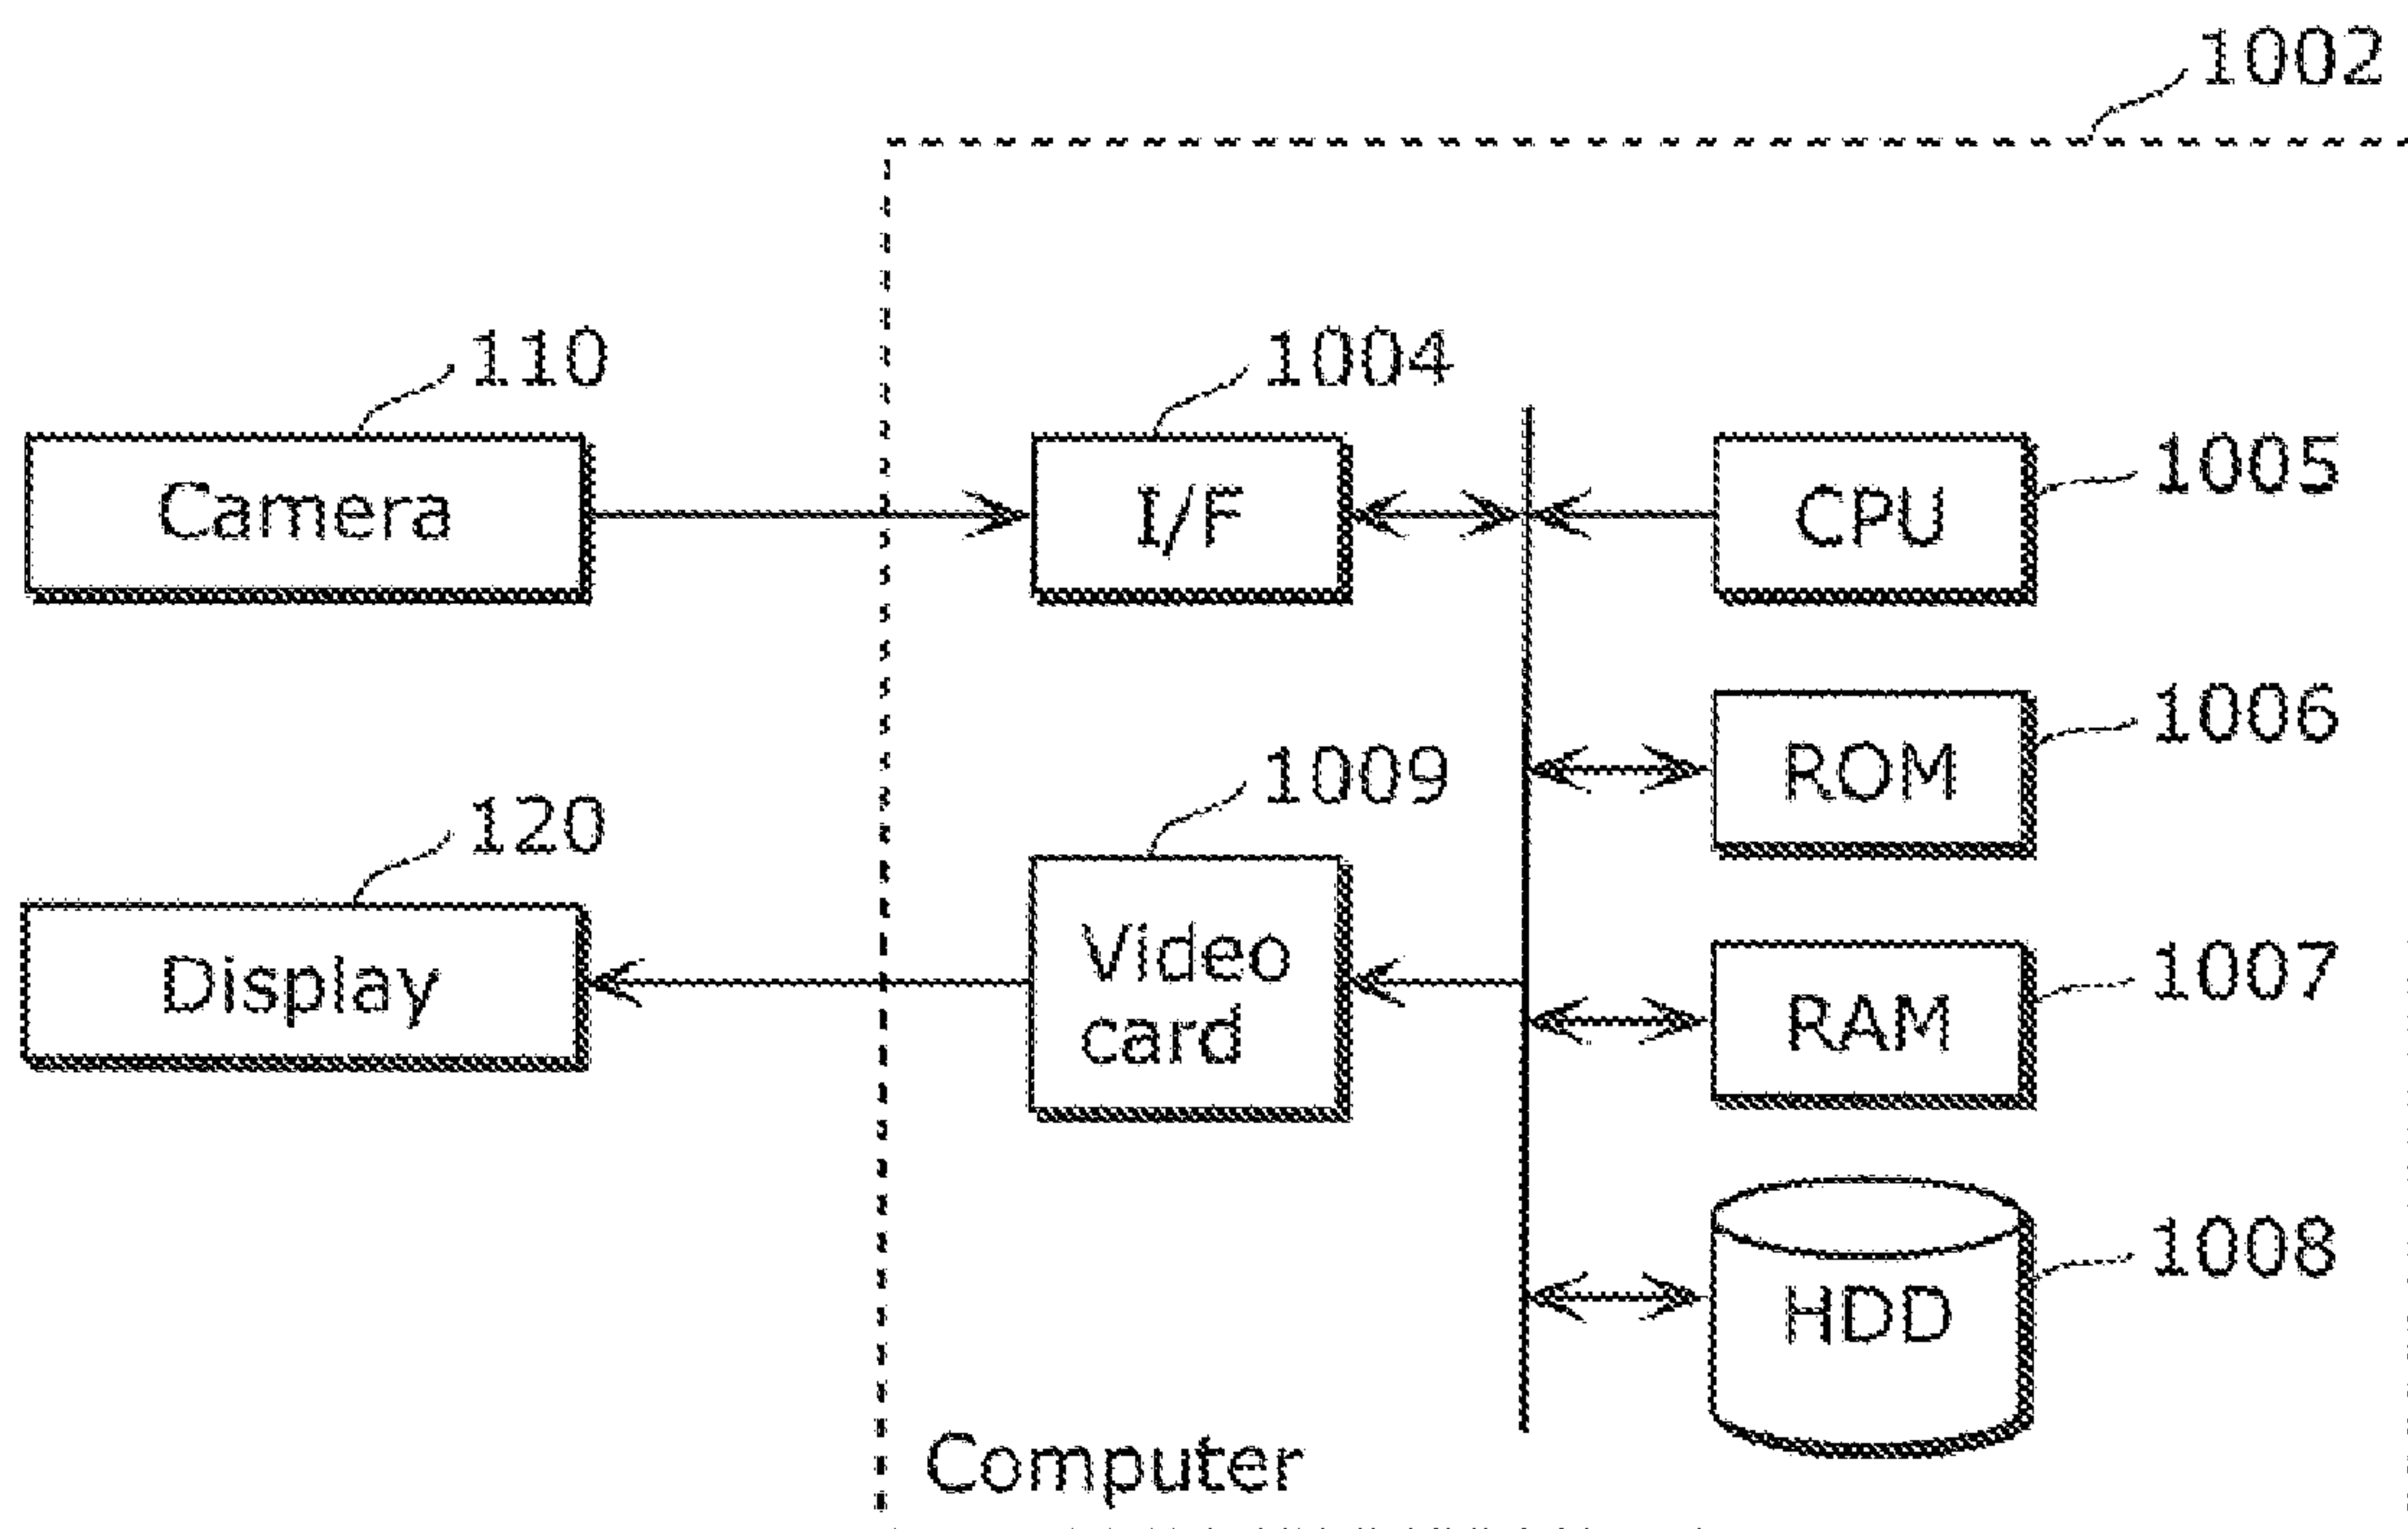 1002
110
1004
Camera
I/F
CPU
1005
1009
ROM
1006
120
Display
Video
card
RAM
1007
HDD
1008
Computer